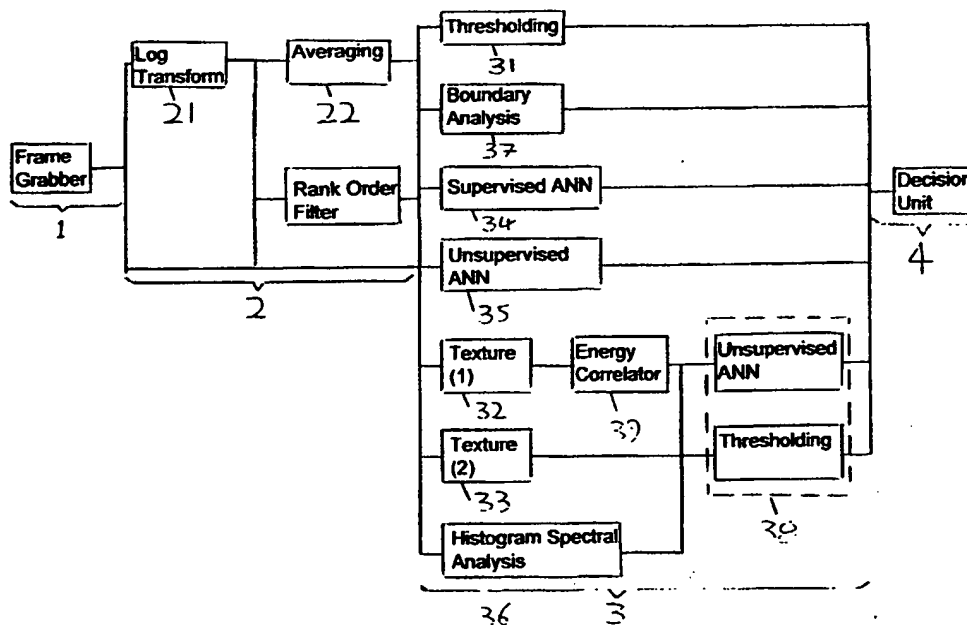 Frame
Grabber
1
Log
Transform
21
Averaging
22
Rank Order
Filter
2
Thresholding
31
Boundary
Analysis
37
Supervised ANN
34
Unsupervised
ANN
35
Texture
(1)
32
Energy
Correlator
39
Texture
(2)
33
Histogram Spectral
Analysis
36
3
Unsupervised
ANN
Thresholding
30
Decision
Unit
4